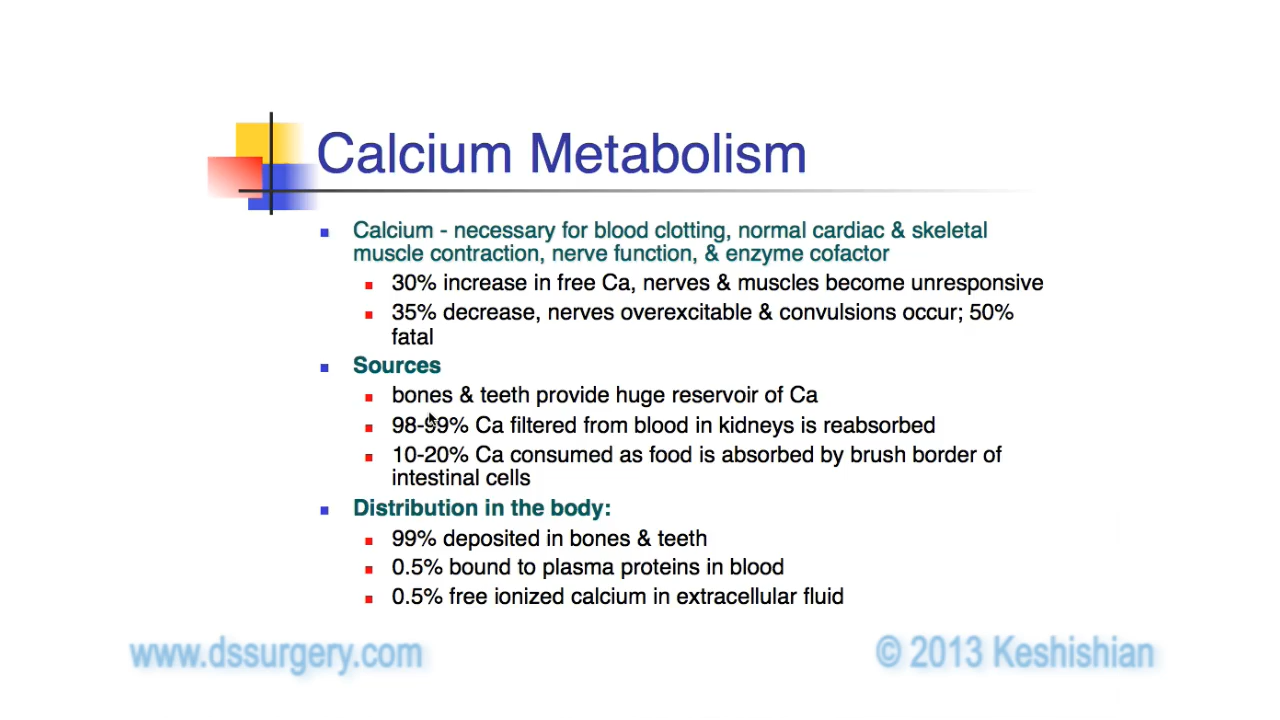 Calcium Metabolism
Calcium - necessary for blood clotting, normal cardiac & skeletal
muscle contraction, nerve function, & enzyme cofactor
30% increase in free Ca, nerves & muscles become unresponsive
35% decrease, nerves overexcitable & convulsions occur; 50%
fatal
Sources
bones & teeth provide huge reservoir of Ca
98-99% Ca filtered from blood in kidneys is reabsorbed
10-20% Ca consumed as food is absorbed by brush border of
intestinal cells
Distribution in the body:
99% deposited in bones & teeth
0.5% bound to plasma proteins in blood
0.5% free ionized calcium in extracellular fluid
www.dssurgery.com
© 2013 Keshishian